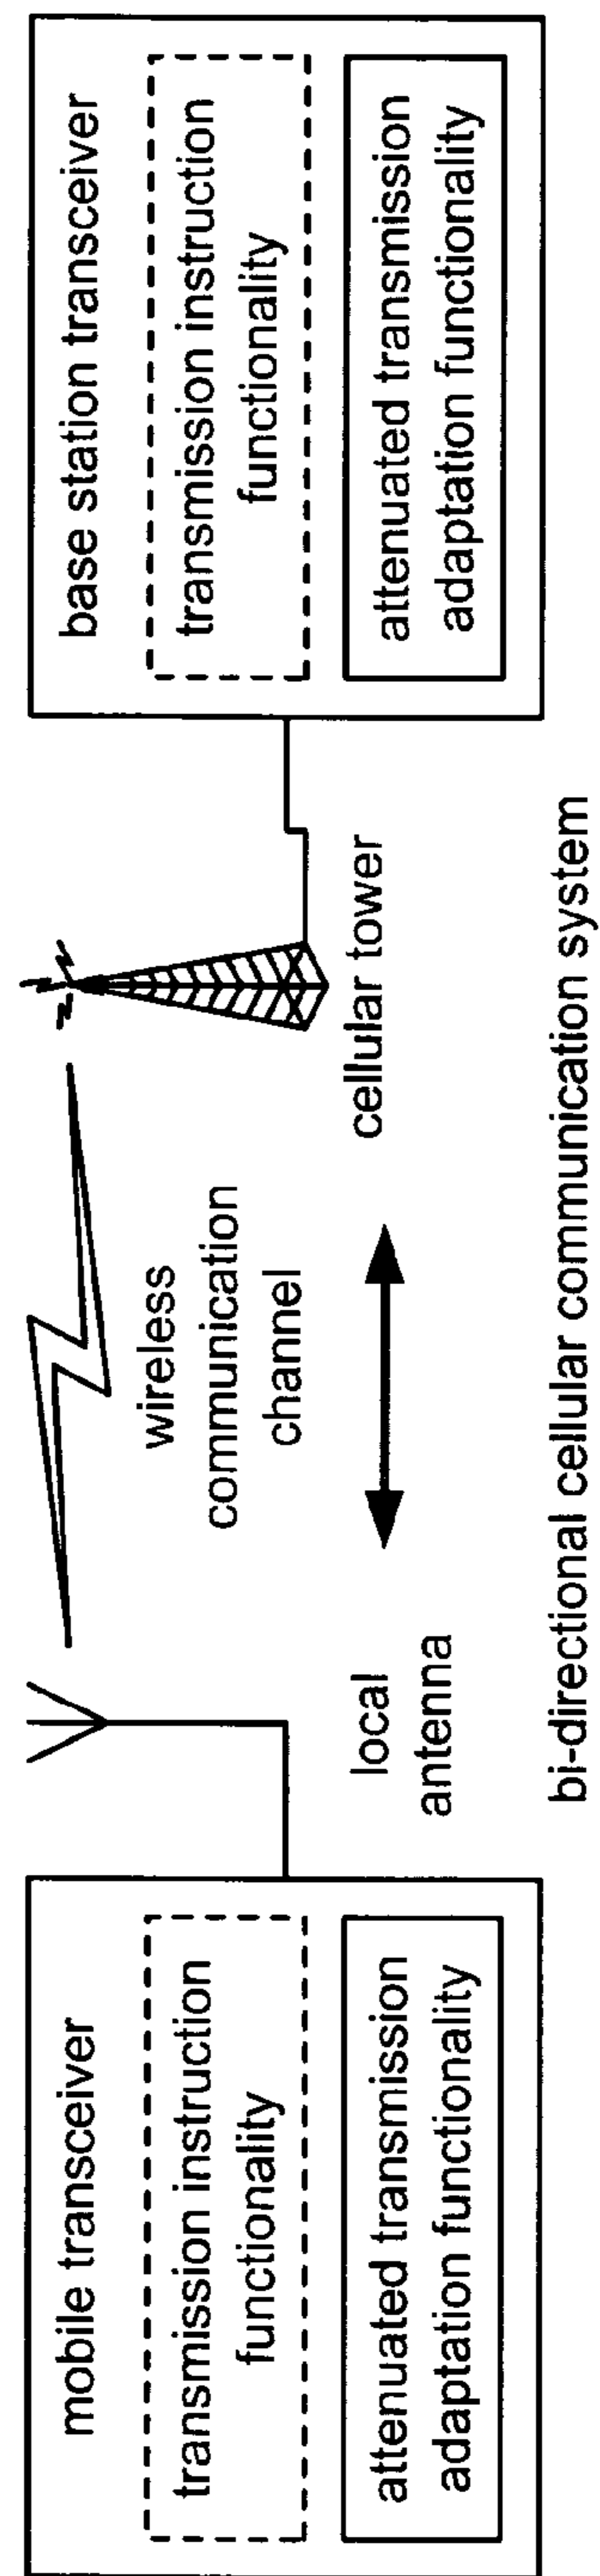 mobile transceiver
transmission instruction
functionality
attenuated transmission
adaptation functionality
local
antenna
wireless
communication
channel
cellular tower
base station transceiver
transmission instruction
functionality
attenuated transmission
adaptation functionality
bi-directional cellular communication system